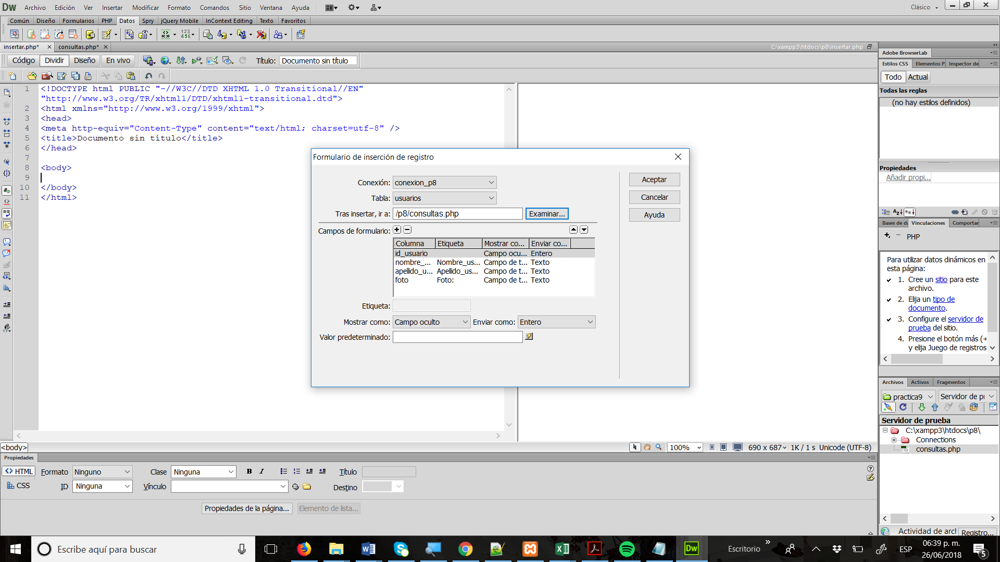 Dw Archivo Edición Ver Insertar Modificar Formato Comandos Sitio Ventana Ayuda Clásico
Común Diseño Formularios PHP Datos Spry jQuery Mobile InContext Editing Texto Favoritos
insertar.php* consultas.php* C:\xampp3\htdocs\p8\insertar.php
Código Dividir Diseño En vivo Título: Documento sin título
1 <!DOCTYPE html PUBLIC "-//W3C//DTD XHTML 1.0 Transitional//EN"
"http://www.w3.org/TR/xhtml1/DTD/xhtml1-transitional.dtd">
2 <html xmlns="http://www.w3.org/1999/xhtml">
3 <head>
4 <meta http-equiv="Content-Type" content="text/html; charset=utf-8" />
5 <title>Documento sin título</title>
6 </head>
7
8 <body>
9
10 </body>
11 </html>
Formulario de inserción de registro
Conexión: conexion_p8
Tabla: usuarios
Tras insertar, ir a: /p8/consultas.php Examinar...
Aceptar
Cancelar
Ayuda
Campos de formulario:
Columna Etiqueta Mostrar co... Enviar co...
id_usuario Campo ocu... Entero
nombre_... Nombre_us... Campo de t... Texto
apellido_u... Apellido_us... Campo de t... Texto
foto Foto: Campo de t... Texto
Etiqueta:
Mostrar como: Campo oculto Enviar como: Entero
Valor predeterminado:
Adobe BrowserLab
Estilos CSS Elementos P. Inspector de
Todo Actual
Todas las reglas
(no hay estilos definidos)
Propiedades
Añadir propi...
Bases de da Vinculaciones Comportar
PHP
Para utilizar datos dinámicos en
esta página:
1. Cree un sitio para este
archivo.
2. Elija un tipo de
documento.
3. Configure el servidor de
prueba del sitio.
4. Presione el botón más (+
y elija Juego de registros
Archivos Activos Fragmentos
practica9 Servidor de pr
Servidor de prueba
C:\xampp3\htdocs\p8\
Connections
consultas.php
Actividad de arch Registro...
<body> 100% 690 x 687 1K / 1 s Unicode (UTF-8)
Propiedades
HTML Formato Ninguno Clase Ninguna B I Título
CSS ID Ninguna Vínculo Destino
Propiedades de la página... Elemento de lista...
Escribe aquí para buscar
Escritorio
ESP
06:39 p. m.
26/06/2018
5